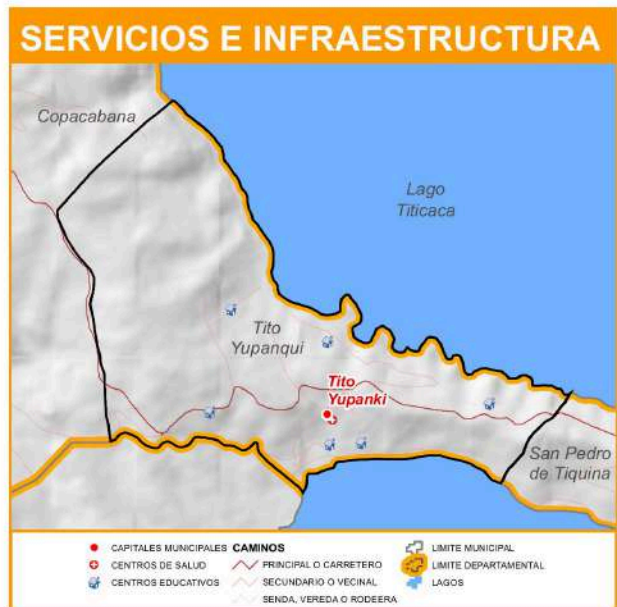 SERVICIOS E INFRAESTRUCTURA
Copacabana
Lago
Titicaca
Tito
Yupanqui
Tito
Yupanki
San Pedro
de Tiquina
CAPITALES MUNICIPALES
CENTROS DE SALUD
CENTROS EDUCATIVOS
CAMINOS
PRINCIPAL O CARRETERO
SECUNDARIO O VECINAL
SENDA, VEREDA O RODEERA
LIMITE MUNICIPAL
LIMITE DEPARTAMENTAL
LAGOS